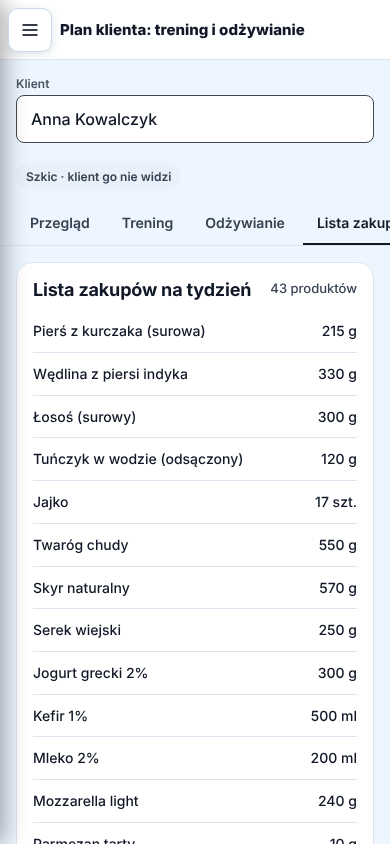 Plan klienta: trening i odżywianie
Klient
Anna Kowalczyk
Szkic · klient go nie widzi
Przegląd Trening Odżywianie Lista zakup
Lista zakupów na tydzień 43 produktów
Pierś z kurczaka (surowa) 215 g
Wędlina z piersi indyka 330 g
Łosoś (surowy) 300 g
Tuńczyk w wodzie (odsączony) 120 g
Jajko 17 szt.
Twaróg chudy 550 g
Skyr naturalny 570 g
Serek wiejski 250 g
Jogurt grecki 2% 300 g
Kefir 1% 500 ml
Mleko 2% 200 ml
Mozzarella light 240 g
Parmezan tarty 10 g